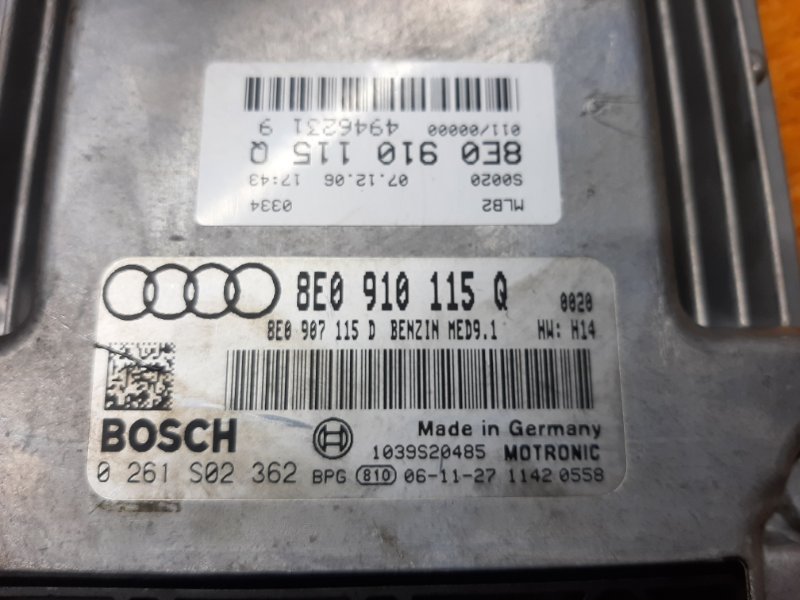 MLB2 0334
S0020 07.12.06 17:43
8E0 910 115 Q
011/00000 4946231 9
8E0 910 115 Q 0020
8E0 907 115 D BENZIN MED9.1 HW: H14
BOSCH
Made in Germany
1039S20485 MOTRONIC
0 261 S02 362 BPG 810 06-11-27 1142 0558